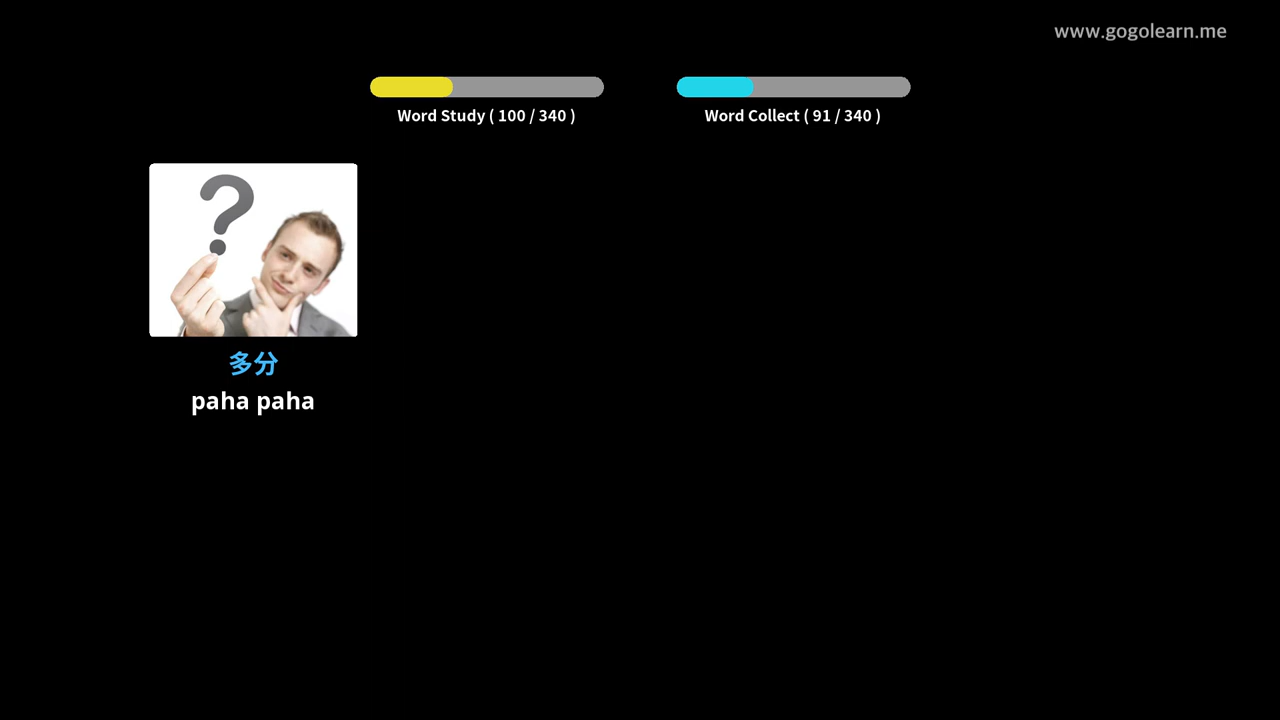 www.gogolearn.me
Word Study ( 100 / 340 )
Word Collect ( 91 / 340 )
?
多分
paha paha